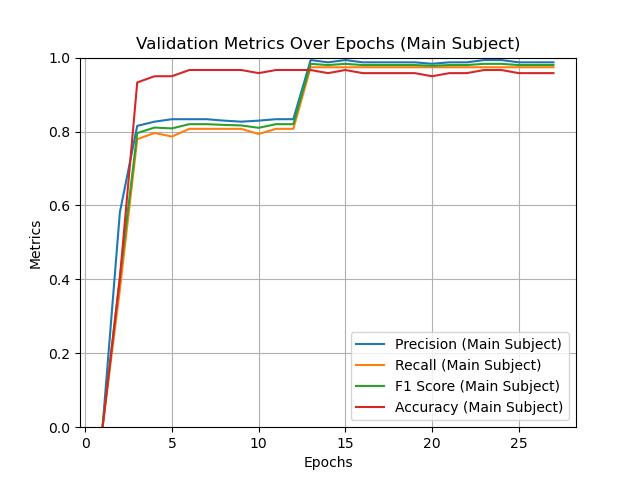 Validation Metrics Over Epochs (Main Subject)
1.0
0.8
0.6
0.4
0.2
0.0
Metrics
0 5 10 15 20 25
Epochs
Precision (Main Subject)
Recall (Main Subject)
F1 Score (Main Subject)
Accuracy (Main Subject)